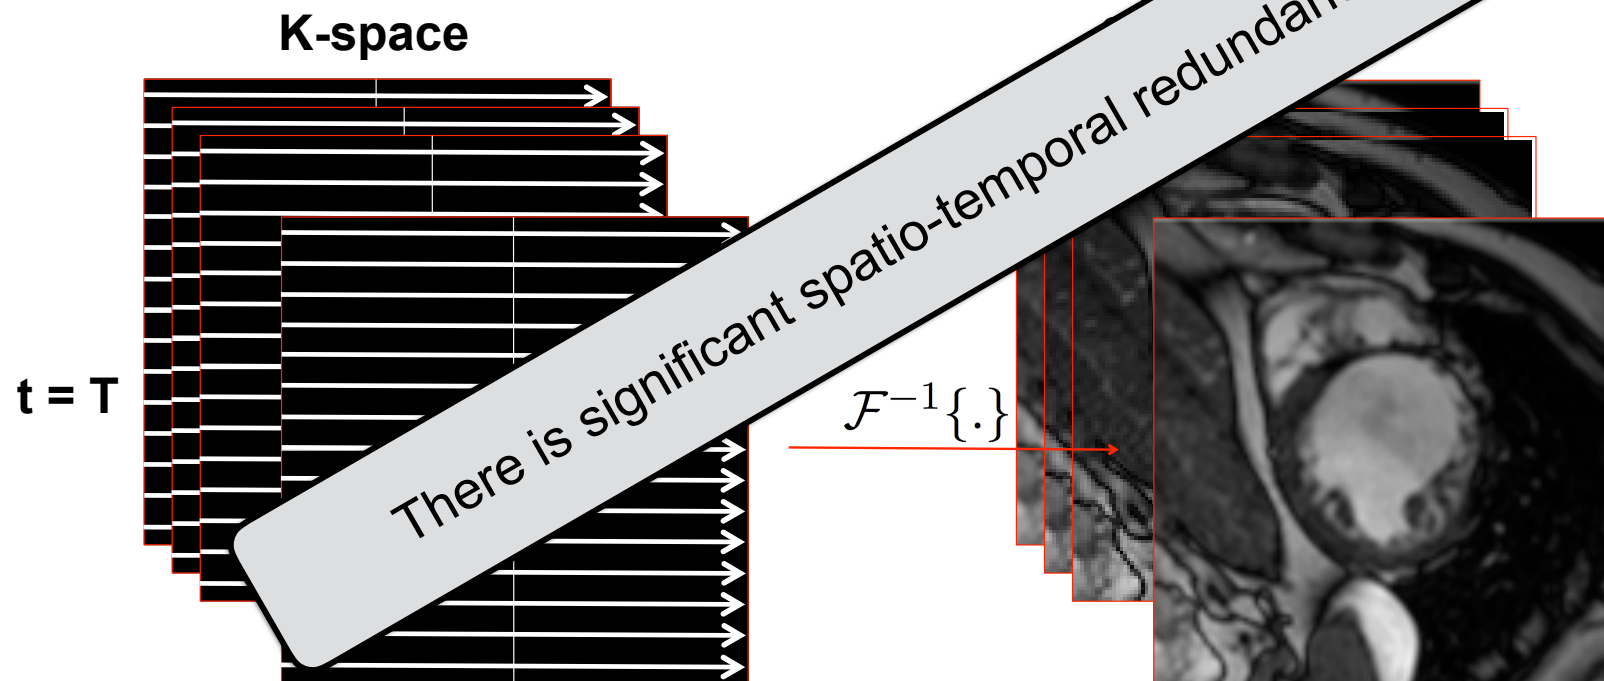 K-space
There is significant spatio-temporal
t = T
F⁻¹{.}